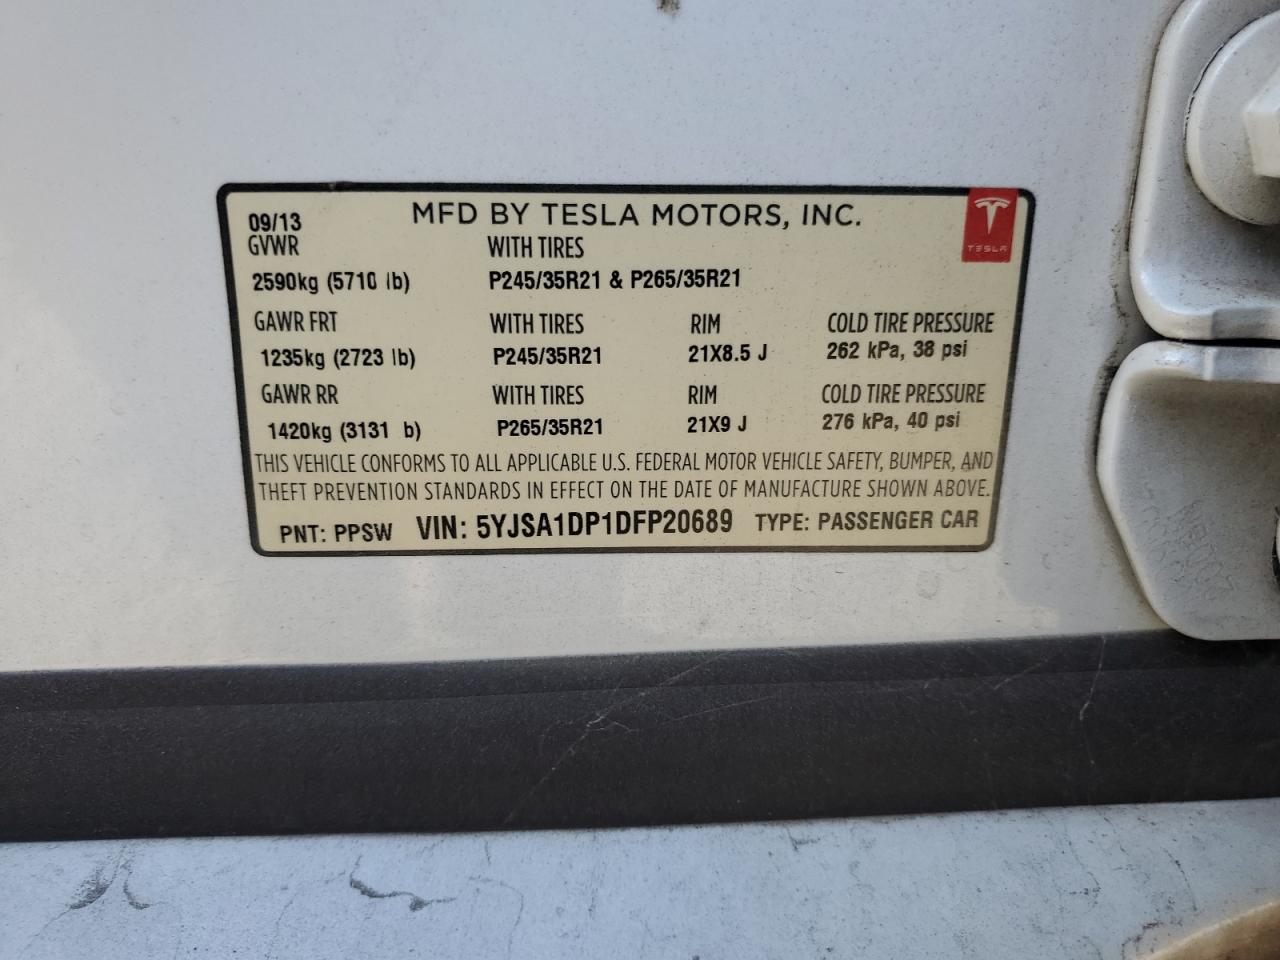 09/13 MFD BY TESLA MOTORS, INC.
TESLA
GVWR WITH TIRES
2590kg (5710 lb) P245/35R21 & P265/35R21
GAWR FRT WITH TIRES RIM COLD TIRE PRESSURE
1235kg (2723 lb) P245/35R21 21X8.5 J 262 kPa, 38 psi
GAWR RR WITH TIRES RIM COLD TIRE PRESSURE
1420kg (3131 b) P265/35R21 21X9 J 276 kPa, 40 psi
THIS VEHICLE CONFORMS TO ALL APPLICABLE U.S. FEDERAL MOTOR VEHICLE SAFETY, BUMPER, AND
THEFT PREVENTION STANDARDS IN EFFECT ON THE DATE OF MANUFACTURE SHOWN ABOVE.
PNT: PPSW VIN: 5YJSA1DP1DFP20689 TYPE: PASSENGER CAR